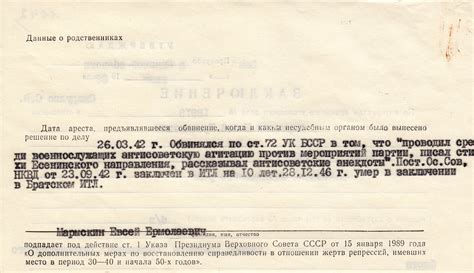 Данные о родственниках
Дата ареста, предъявлявшееся обвинение, когда и каким несудебным органом было вынесено
решение по делу
26.03.42 г. Обвинялся по ст.72 УК БССР в том, что "проводил сре
ди военнослужащих антисоветскую агитацию против мероприятий партии, писал сти
хи Есенинского направления, рассказывал антисоветские анекдоты".Пост.Ос.Сов,
НКВД от 23.09.42 г. заключен в ИТЛ на 10 лет.28.12.46 г. умер в заключении
в Братском ИТЛ.
Марыскин Евсей Ермолаевич
имя, отчество
подпадает под действие ст. 1 Указа Президиума Верховного Совета СССР от 15 января 1989 года
«О дополнительных мерах по восстановлению справедливости в отношении жертв репрессий, имевших
место в период 30—40 и начала 50-х годов».